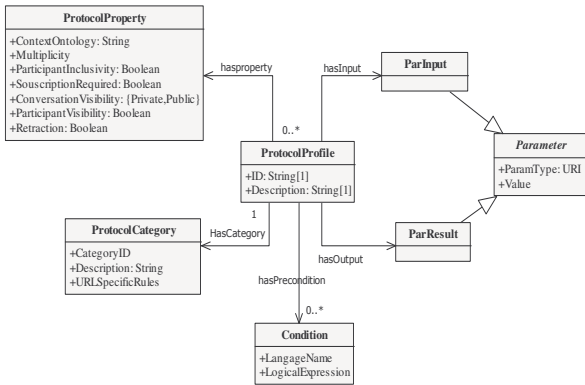 ProtocolProperty
+ContextOntology: String
+Multiplicity
+ParticipantInclusivity: Boolean
+SouscriptionRequired: Boolean
+ConversationVisibility: {Private,Public}
+ParticipantVisibility: Boolean
+Retraction: Boolean
hasproperty
0..*
hasInput
ParInput
Parameter
+ParamType: URI
+Value
ProtocolProfile
+ID: String[1]
+Description: String[1]
1
HasCategory
ProtocolCategory
+CategoryID
+Description: String
+URLSpecificRules
hasOutput
ParResult
hasPrecondition
0..*
Condition
+LangageName
+LogicalExpression